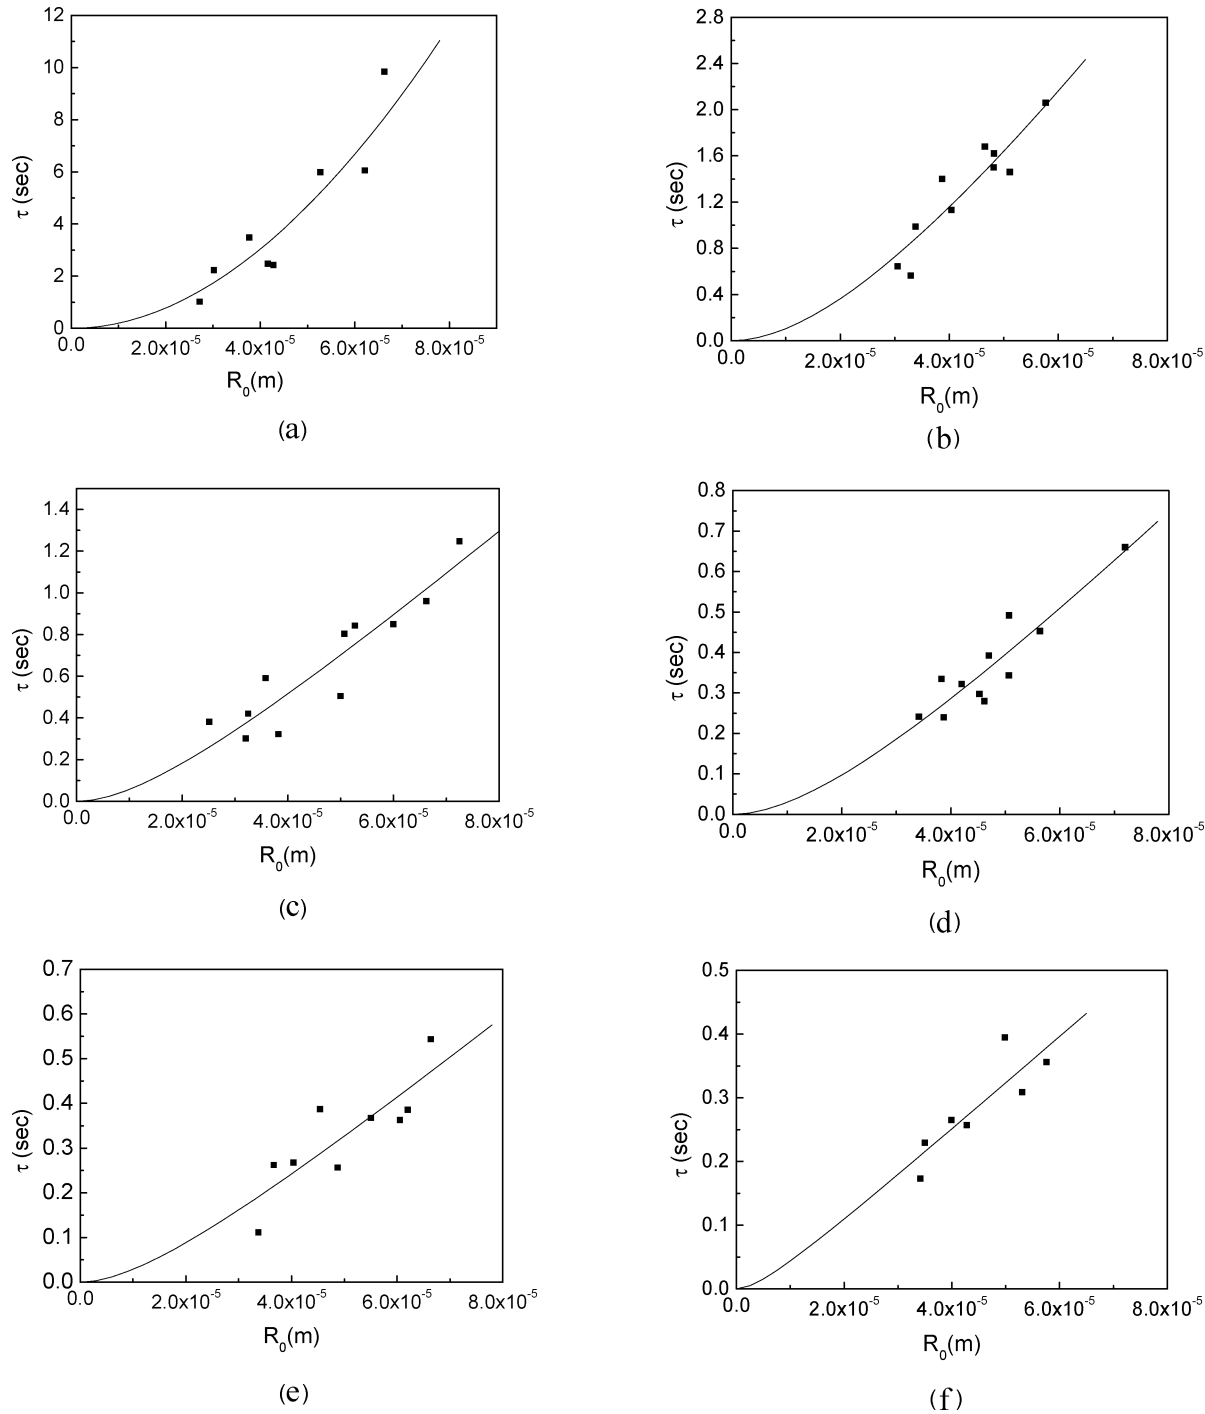 12
10
8
6
4
2
0
τ (sec)
0.0 2.0x10⁻⁵ 4.0x10⁻⁵ 6.0x10⁻⁵ 8.0x10⁻⁵
R₀(m)
(a)
2.8
2.4
2.0
1.6
1.2
0.8
0.4
0.0
τ (sec)
0.0 2.0x10⁻⁵ 4.0x10⁻⁵ 6.0x10⁻⁵ 8.0x10⁻⁵
R₀(m)
(b)
1.4
1.2
1.0
0.8
0.6
0.4
0.2
0.0
τ (sec)
2.0x10⁻⁵ 4.0x10⁻⁵ 6.0x10⁻⁵ 8.0x10⁻⁵
R₀(m)
(c)
0.8
0.7
0.6
0.5
0.4
0.3
0.2
0.1
0.0
τ (sec)
0.0 2.0x10⁻⁵ 4.0x10⁻⁵ 6.0x10⁻⁵ 8.0x10⁻⁵
R₀(m)
(d)
0.7
0.6
0.5
0.4
0.3
0.2
0.1
0.0
τ (sec)
0.0 2.0x10⁻⁵ 4.0x10⁻⁵ 6.0x10⁻⁵ 8.0x10⁻⁵
R₀(m)
(e)
0.5
0.4
0.3
0.2
0.1
0.0
τ (sec)
0.0 2.0x10⁻⁵ 4.0x10⁻⁵ 6.0x10⁻⁵ 8.0x10⁻⁵
R₀(m)
(f)